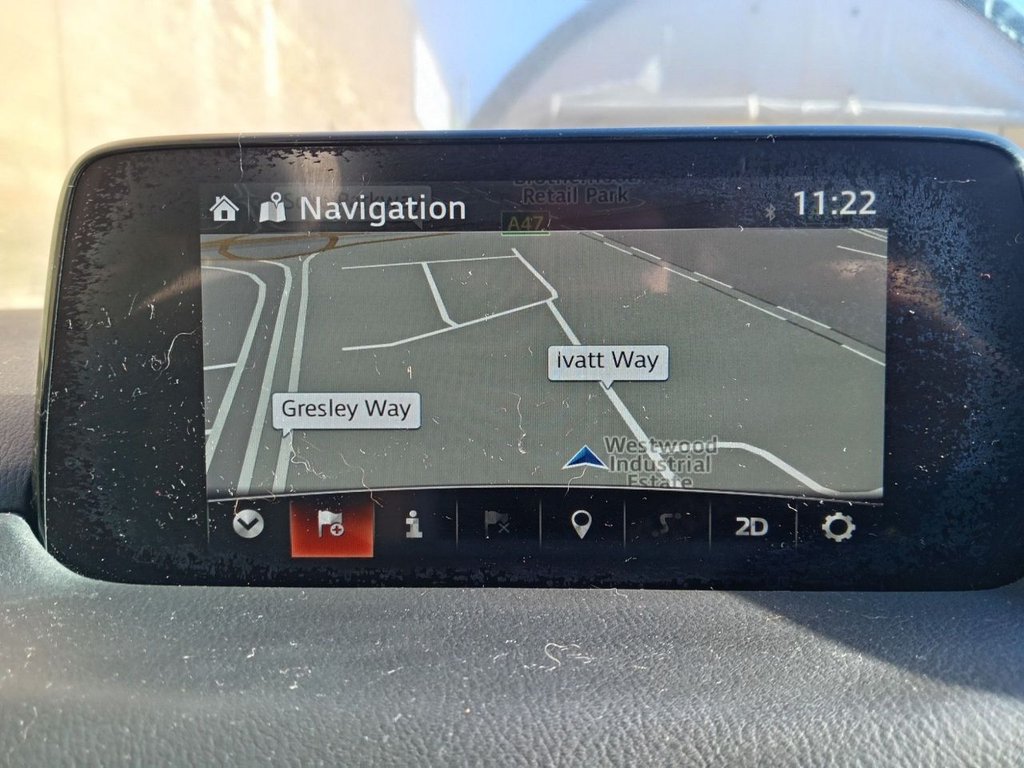 Retail Park
Navigation
11:22
A47
Ivatt Way
Gresley Way
Westwood
Industrial
Estate
2D